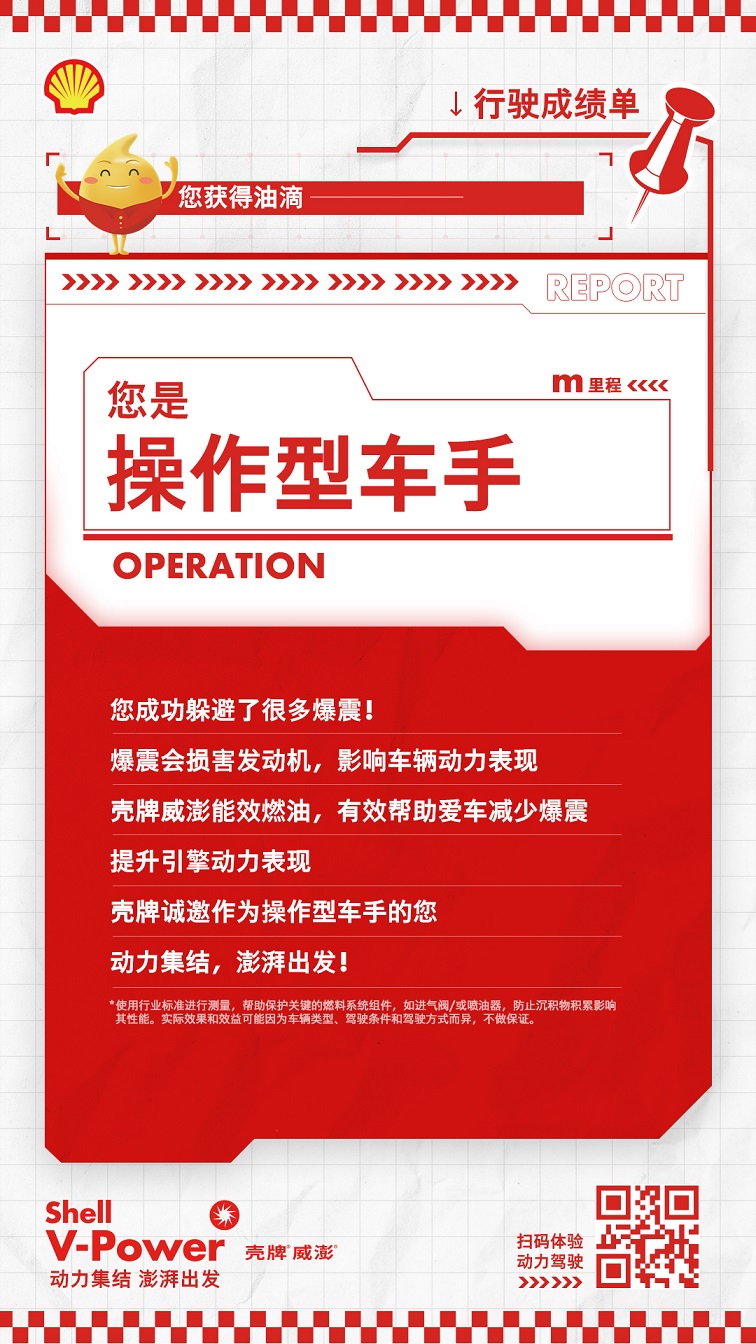 ↓行驶成绩单
您获得油滴
REPORT
m 里程
您是
操作型车手
OPERATION
您成功躲避了很多爆震!
爆震会损害发动机，影响车辆动力表现
壳牌威澎能效燃油，有效帮助爱车减少爆震
提升引擎动力表现
壳牌诚邀作为操作型车手的您
动力集结，澎湃出发!
*使用行业标准进行测量，帮助保护关键的燃料系统组件，如进气阀/或喷油器，防止沉积物积累影响
其性能。实际效果和效益可能因为车辆类型、驾驶条件和驾驶方式而异，不做保证。
Shell
V-Power
壳牌®威澎®
动力集结 澎湃出发
扫码体验
动力驾驶